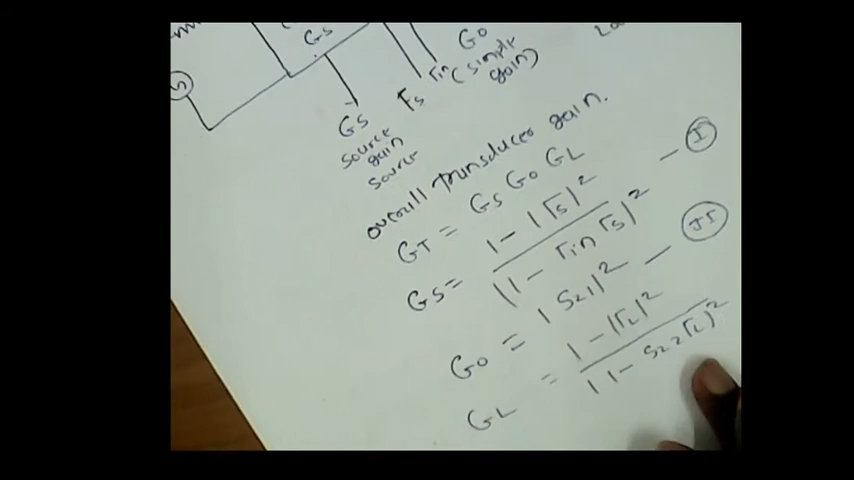 GS
GO
Γin (simple
gain)
Γs
GS
source
gain
source
overall transducer gain.
GT = GS GO GL
GS = 1 - |Γs|² / |1 - Γin Γs|² - I
GO = |S21|² - II
GL = 1 - |ΓL|² / |1 - S22 ΓL|²